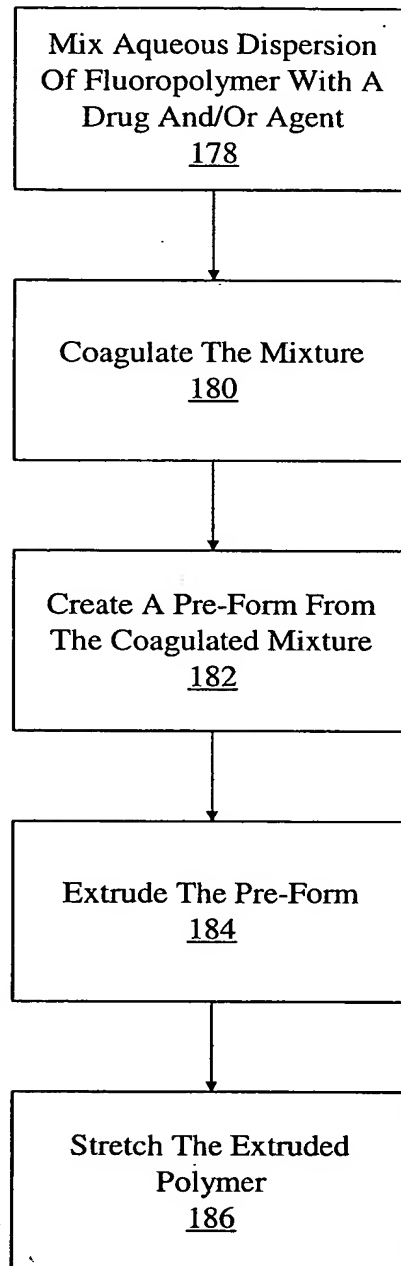 Mix Aqueous Dispersion
Of Fluoropolymer With A
Drug And/Or Agent
178
Coagulate The Mixture
180
Create A Pre-Form From
The Coagulated Mixture
182
Extrude The Pre-Form
184
Stretch The Extruded
Polymer
186